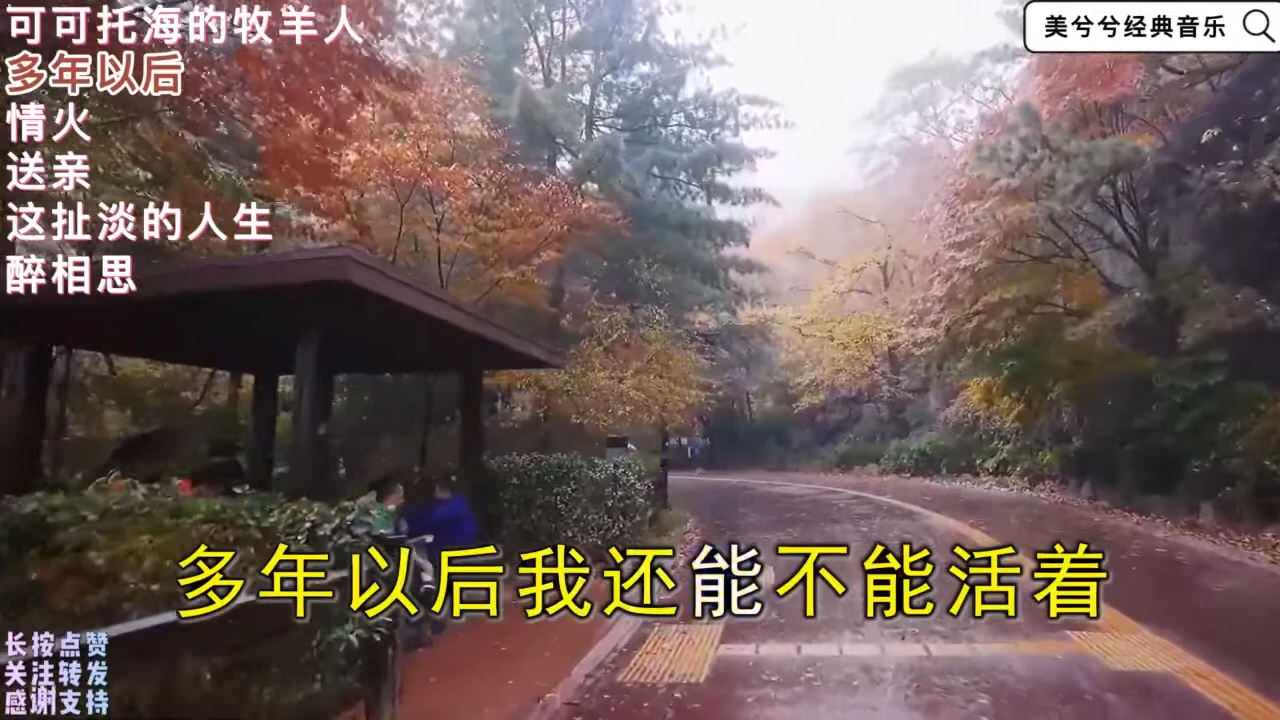 可可托海的牧羊人
多年以后
情火
送亲
这扯淡的人生
醉相思
美兮兮经典音乐
多年以后我还能不能活着
长按点赞
关注转发
感谢支持